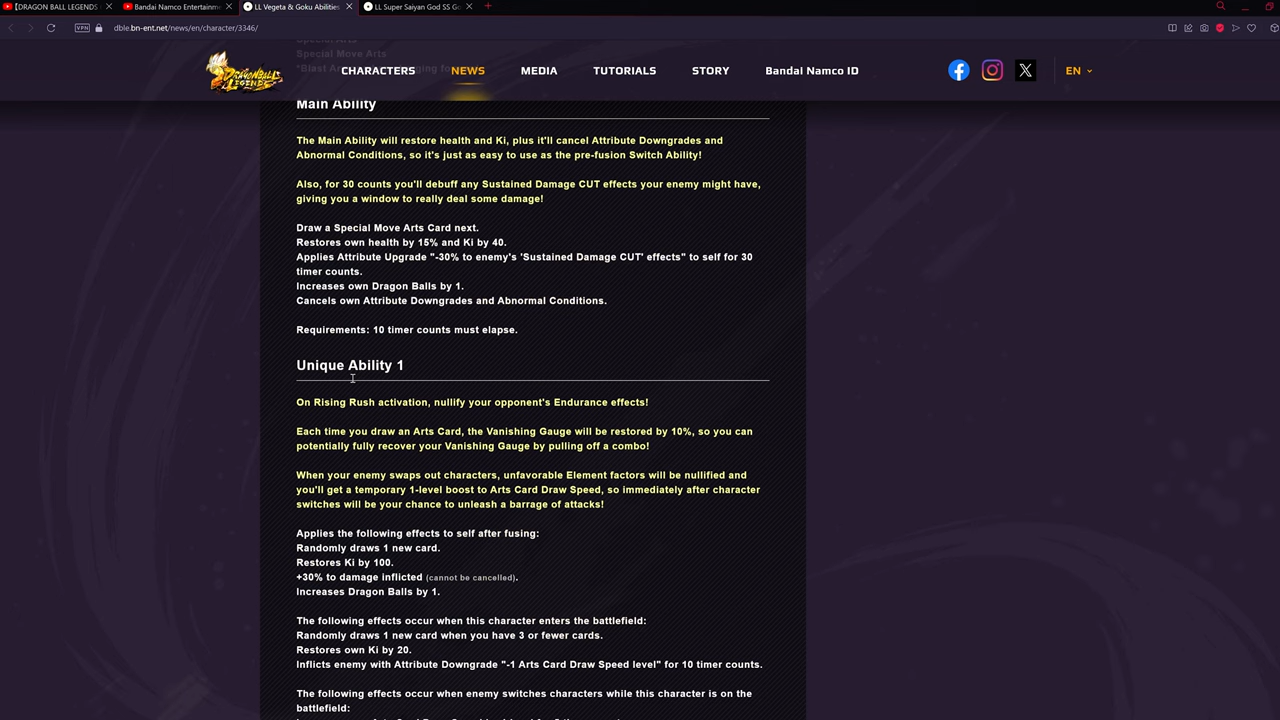 【DRAGON BALL LEGENDS
Bandai Namco Entertainm
LL Vegeta & Goku Abilities
LL Super Saiyan God SS Go
VPN
dble.bn-ent.net/news/en/character/3346/
DRAGONBALL LEGENDS
CHARACTERS
NEWS
MEDIA
TUTORIALS
STORY
Bandai Namco ID
EN
Special Move Arts
Main Ability
The Main Ability will restore health and Ki, plus it'll cancel Attribute Downgrades and
Abnormal Conditions, so it's just as easy to use as the pre-fusion Switch Ability!
Also, for 30 counts you'll debuff any Sustained Damage CUT effects your enemy might have,
giving you a window to really deal some damage!
Draw a Special Move Arts Card next.
Restores own health by 15% and Ki by 40.
Applies Attribute Upgrade "-30% to enemy's 'Sustained Damage CUT' effects" to self for 30
timer counts.
Increases own Dragon Balls by 1.
Cancels own Attribute Downgrades and Abnormal Conditions.
Requirements: 10 timer counts must elapse.
Unique Ability 1
On Rising Rush activation, nullify your opponent's Endurance effects!
Each time you draw an Arts Card, the Vanishing Gauge will be restored by 10%, so you can
potentially fully recover your Vanishing Gauge by pulling off a combo!
When your enemy swaps out characters, unfavorable Element factors will be nullified and
you'll get a temporary 1-level boost to Arts Card Draw Speed, so immediately after character
switches will be your chance to unleash a barrage of attacks!
Applies the following effects to self after fusing:
Randomly draws 1 new card.
Restores Ki by 100.
+30% to damage inflicted (cannot be cancelled).
Increases Dragon Balls by 1.
The following effects occur when this character enters the battlefield:
Randomly draws 1 new card when you have 3 or fewer cards.
Restores own Ki by 20.
Inflicts enemy with Attribute Downgrade "-1 Arts Card Draw Speed level" for 10 timer counts.
The following effects occur when enemy switches characters while this character is on the
battlefield: